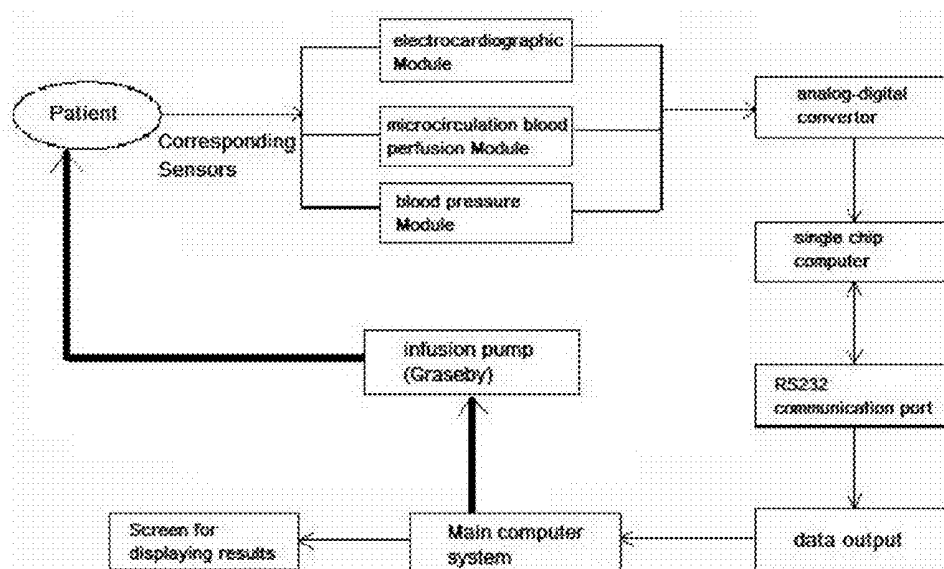 electrocardiographic
Module
Patient
Corresponding
Sensors
microcirculation blood
perfusion Module
blood pressure
Module
analog-digital
convertor
single chip
computer
infusion pump
(Graseby)
RS232
communication port
Screen for
displaying results
Main computer
system
data output